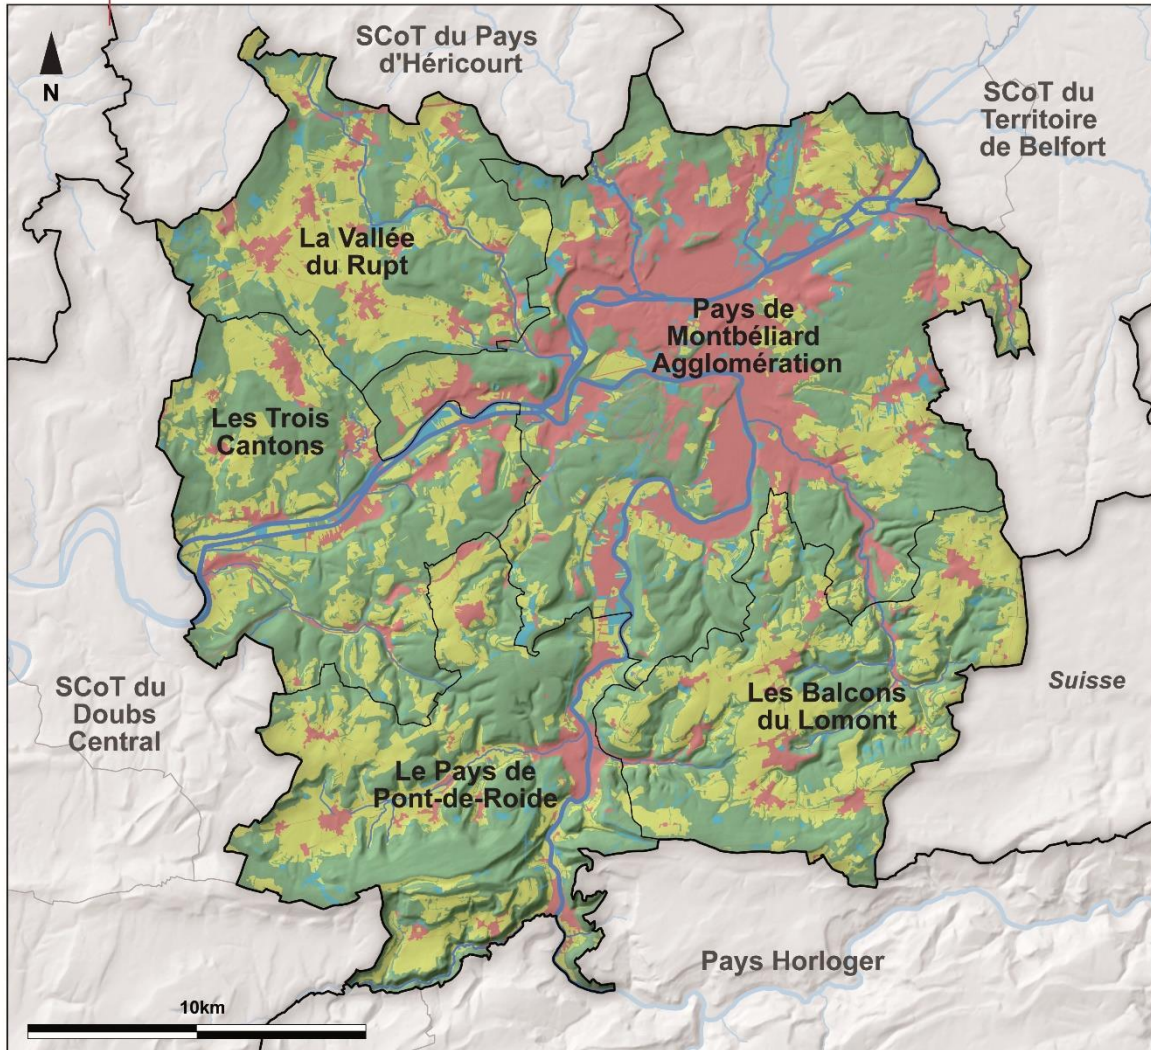 SCoT du Pays
d'Héricourt
N
SCoT du
Territoire
de Belfort
La Vallée
du Rupt
Pays de
Montbéliard
Agglomération
Les Trois
Cantons
SCoT du
Doubs
Central
Les Balcons
du Lomont
Suisse
Le Pays de
Pont-de-Roide
Pays Horloger
10km